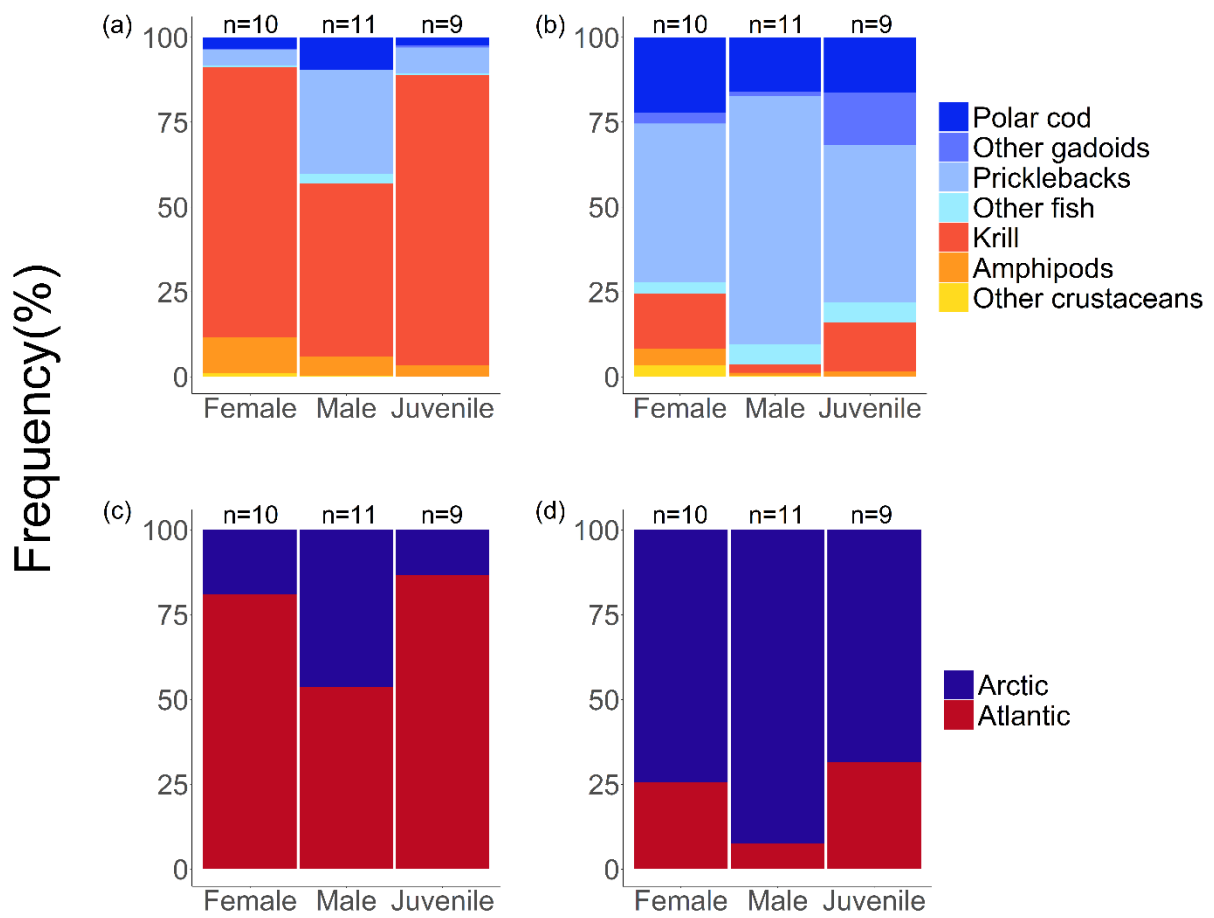 (a)
n=10 n=11 n=9
100
75
50
25
0
Female Male Juvenile
(b)
n=10 n=11 n=9
100
75
50
25
0
Female Male Juvenile
Polar cod
Other gadoids
Pricklebacks
Other fish
Krill
Amphipods
Other crustaceans
Frequency(%)
(c)
n=10 n=11 n=9
100
75
50
25
0
Female Male Juvenile
(d)
n=10 n=11 n=9
100
75
50
25
0
Female Male Juvenile
Arctic
Atlantic